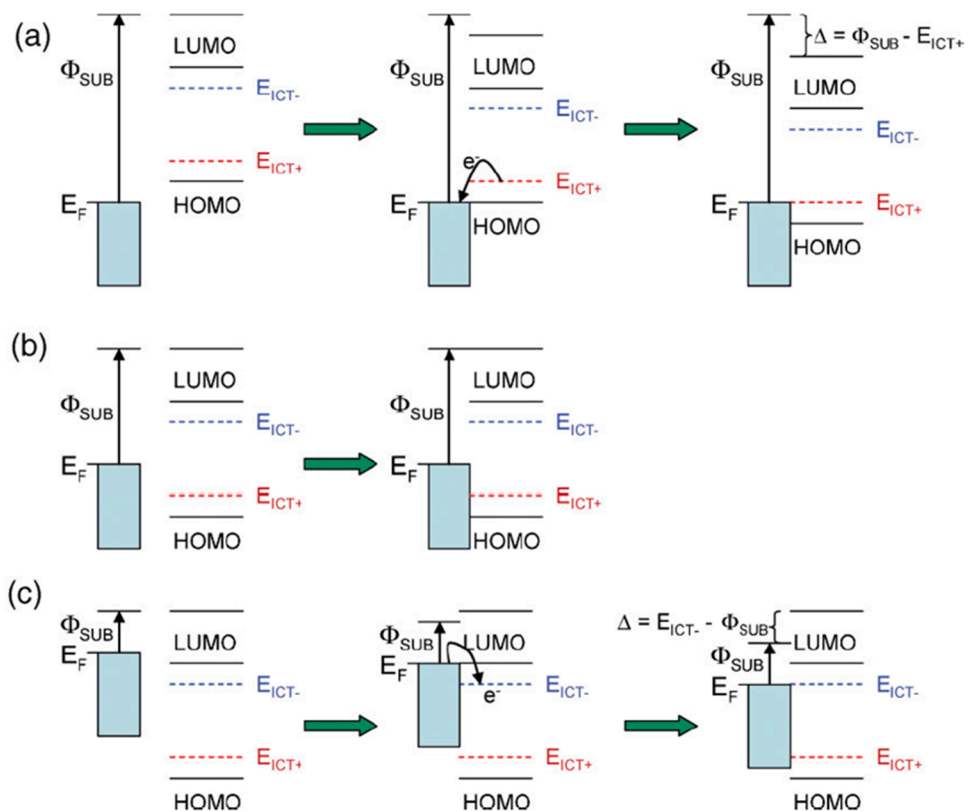 (a)
Φ_SUB
LUMO
E_ICT-
E_ICT+
E_F
HOMO
Φ_SUB
LUMO
E_ICT-
e⁻
E_ICT+
E_F
HOMO
Δ = Φ_SUB - E_ICT+
Φ_SUB
LUMO
E_ICT-
E_F
E_ICT+
HOMO
(b)
Φ_SUB
LUMO
E_ICT-
E_F
E_ICT+
HOMO
Φ_SUB
LUMO
E_ICT-
E_F
E_ICT+
HOMO
(c)
Φ_SUB
LUMO
E_F
E_ICT-
E_ICT+
HOMO
Φ_SUB
LUMO
E_F
E_ICT-
e⁻
E_ICT+
HOMO
Δ = E_ICT- - Φ_SUB
LUMO
Φ_SUB
E_F
E_ICT-
E_ICT+
HOMO